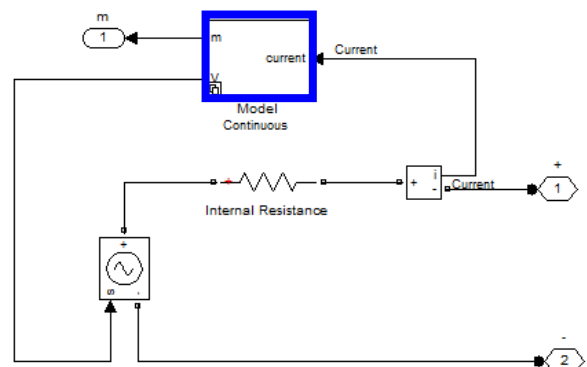 m
1
m
current
Current
V
Model
Continuous
+
i
+
-
Current
+
1
Internal Resistance
+
s
-
-
2